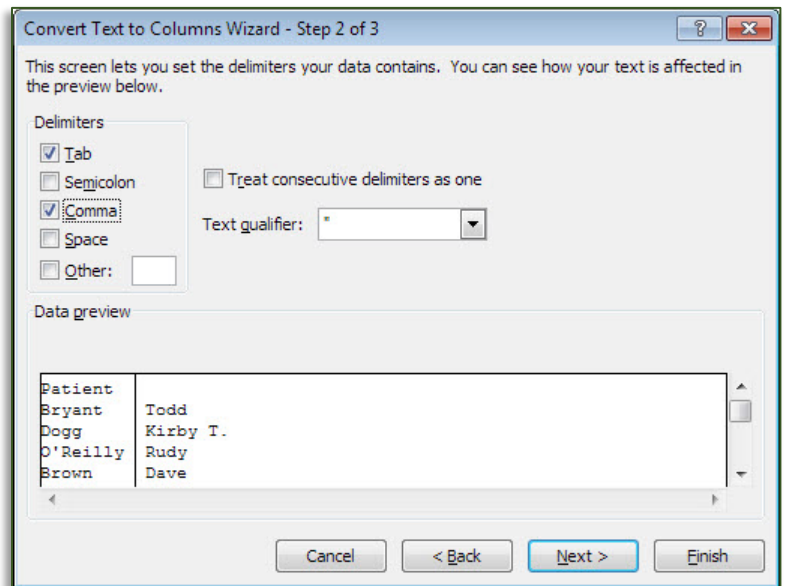 Convert Text to Columns Wizard - Step 2 of 3
This screen lets you set the delimiters your data contains. You can see how your text is affected in
the preview below.
Delimiters
Tab
Semicolon
Treat consecutive delimiters as one
Comma
Text qualifier: "
Space
Other:
Data preview
Patient
Bryant Todd
Dogg Kirby T.
O'Reilly Rudy
Brown Dave
Cancel < Back Next > Finish